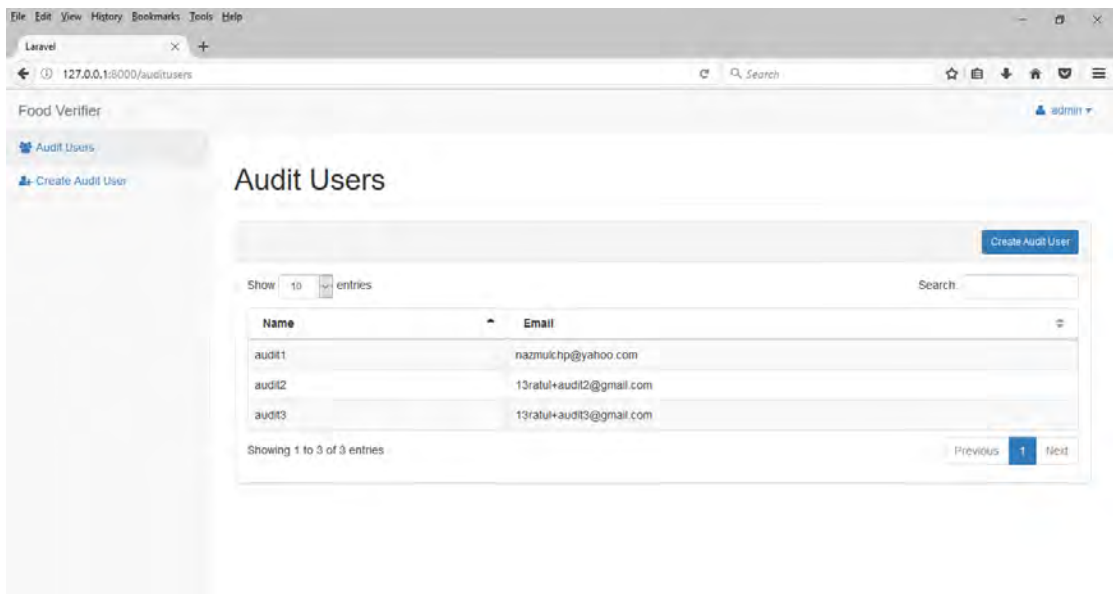 File Edit View History Bookmarks Tools Help
Laravel
127.0.0.1:8000/auditusers
Search
Food Verifier
admin
Audit Users
Create Audit User
Audit Users
Create Audit User
Show 10 entries
Search
Name Email
audit1 nazmulchp@yahoo.com
audit2 13ratul+audit2@gmail.com
audit3 13ratul+audit3@gmail.com
Showing 1 to 3 of 3 entries
Previous 1 Next